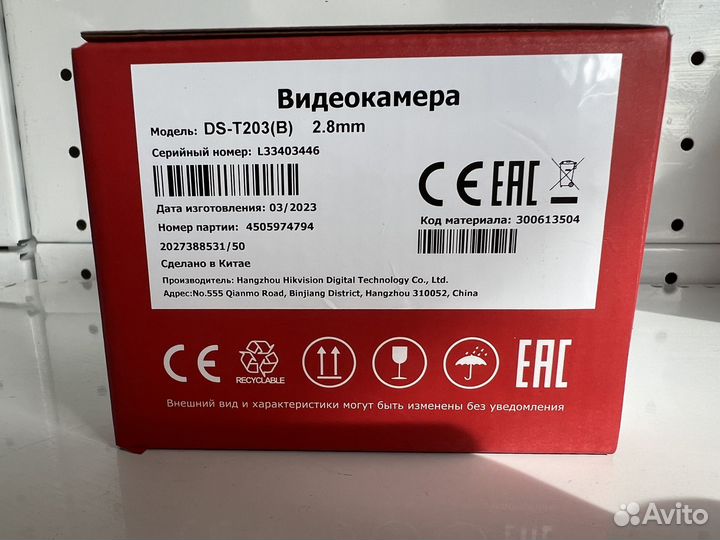 Видеокамера
Модель: DS-T203(B) 2.8mm
Серийный номер: L33403446
Дата изготовления: 03/2023
Номер партии: 4505974794
2027388531/50
Сделано в Китае
CE EAC
Код материала: 300613504
Производитель: Hangzhou Hikvision Digital Technology Co., Ltd.
Адрес:No.555 Qianmo Road, Binjiang District, Hangzhou 310052, China
CE
RECYCLABLE
EAC
Внешний вид и характеристики могут быть изменены без уведомления
Avito